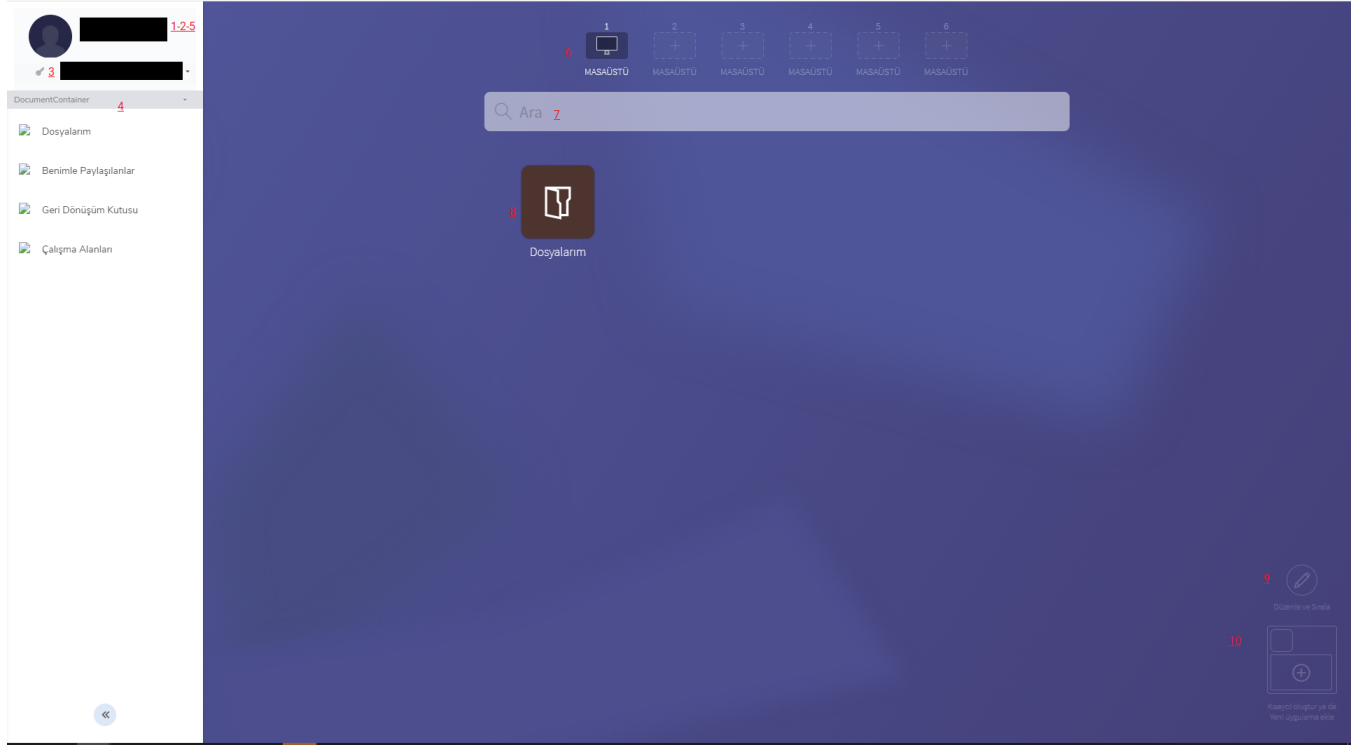 1-2-5
3
DocumentContainer
4
Dosyalarım
Benimle Paylaşılanlar
Geri Dönüşüm Kutusu
Çalışma Alanları
1 2 3 4 5 6
6
MASAÜSTÜ MASAÜSTÜ MASAÜSTÜ MASAÜSTÜ MASAÜSTÜ MASAÜSTÜ
Ara 7
8
Dosyalarım
9
Düzenle ve Sırala
10
Kısayol oluştur ya da
Yeni uygulama ekle